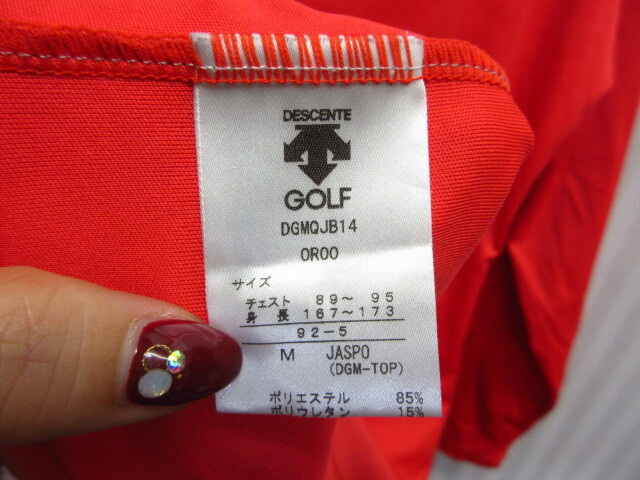 DESCENTE
GOLF
DGMQJB14
OR00
サイズ
チェスト 89～ 95
身 長 167～173
92-5
M JASPO
(DGM-TOP)
ポリエステル 85%
ポリウレタン 15%